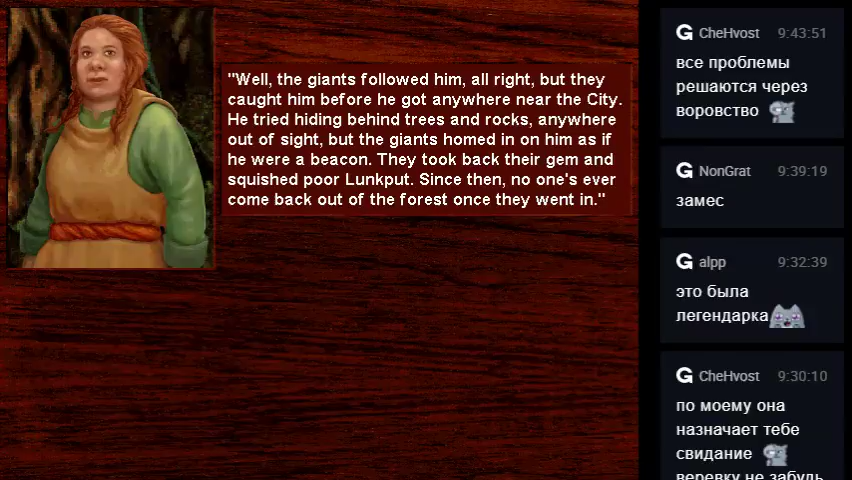 "Well, the giants followed him, all right, but they
caught him before he got anywhere near the City.
He tried hiding behind trees and rocks, anywhere
out of sight, but the giants homed in on him as if
he were a beacon. They took back their gem and
squished poor Lunkput. Since then, no one's ever
come back out of the forest once they went in."
G CheHvost 9:43:51
все проблемы
решаются через
воровство
G NonGrat 9:39:19
замес
G alpp 9:32:39
это была
легендарка
G CheHvost 9:30:10
по моему она
назначает тебе
свидание
веревку не забудь